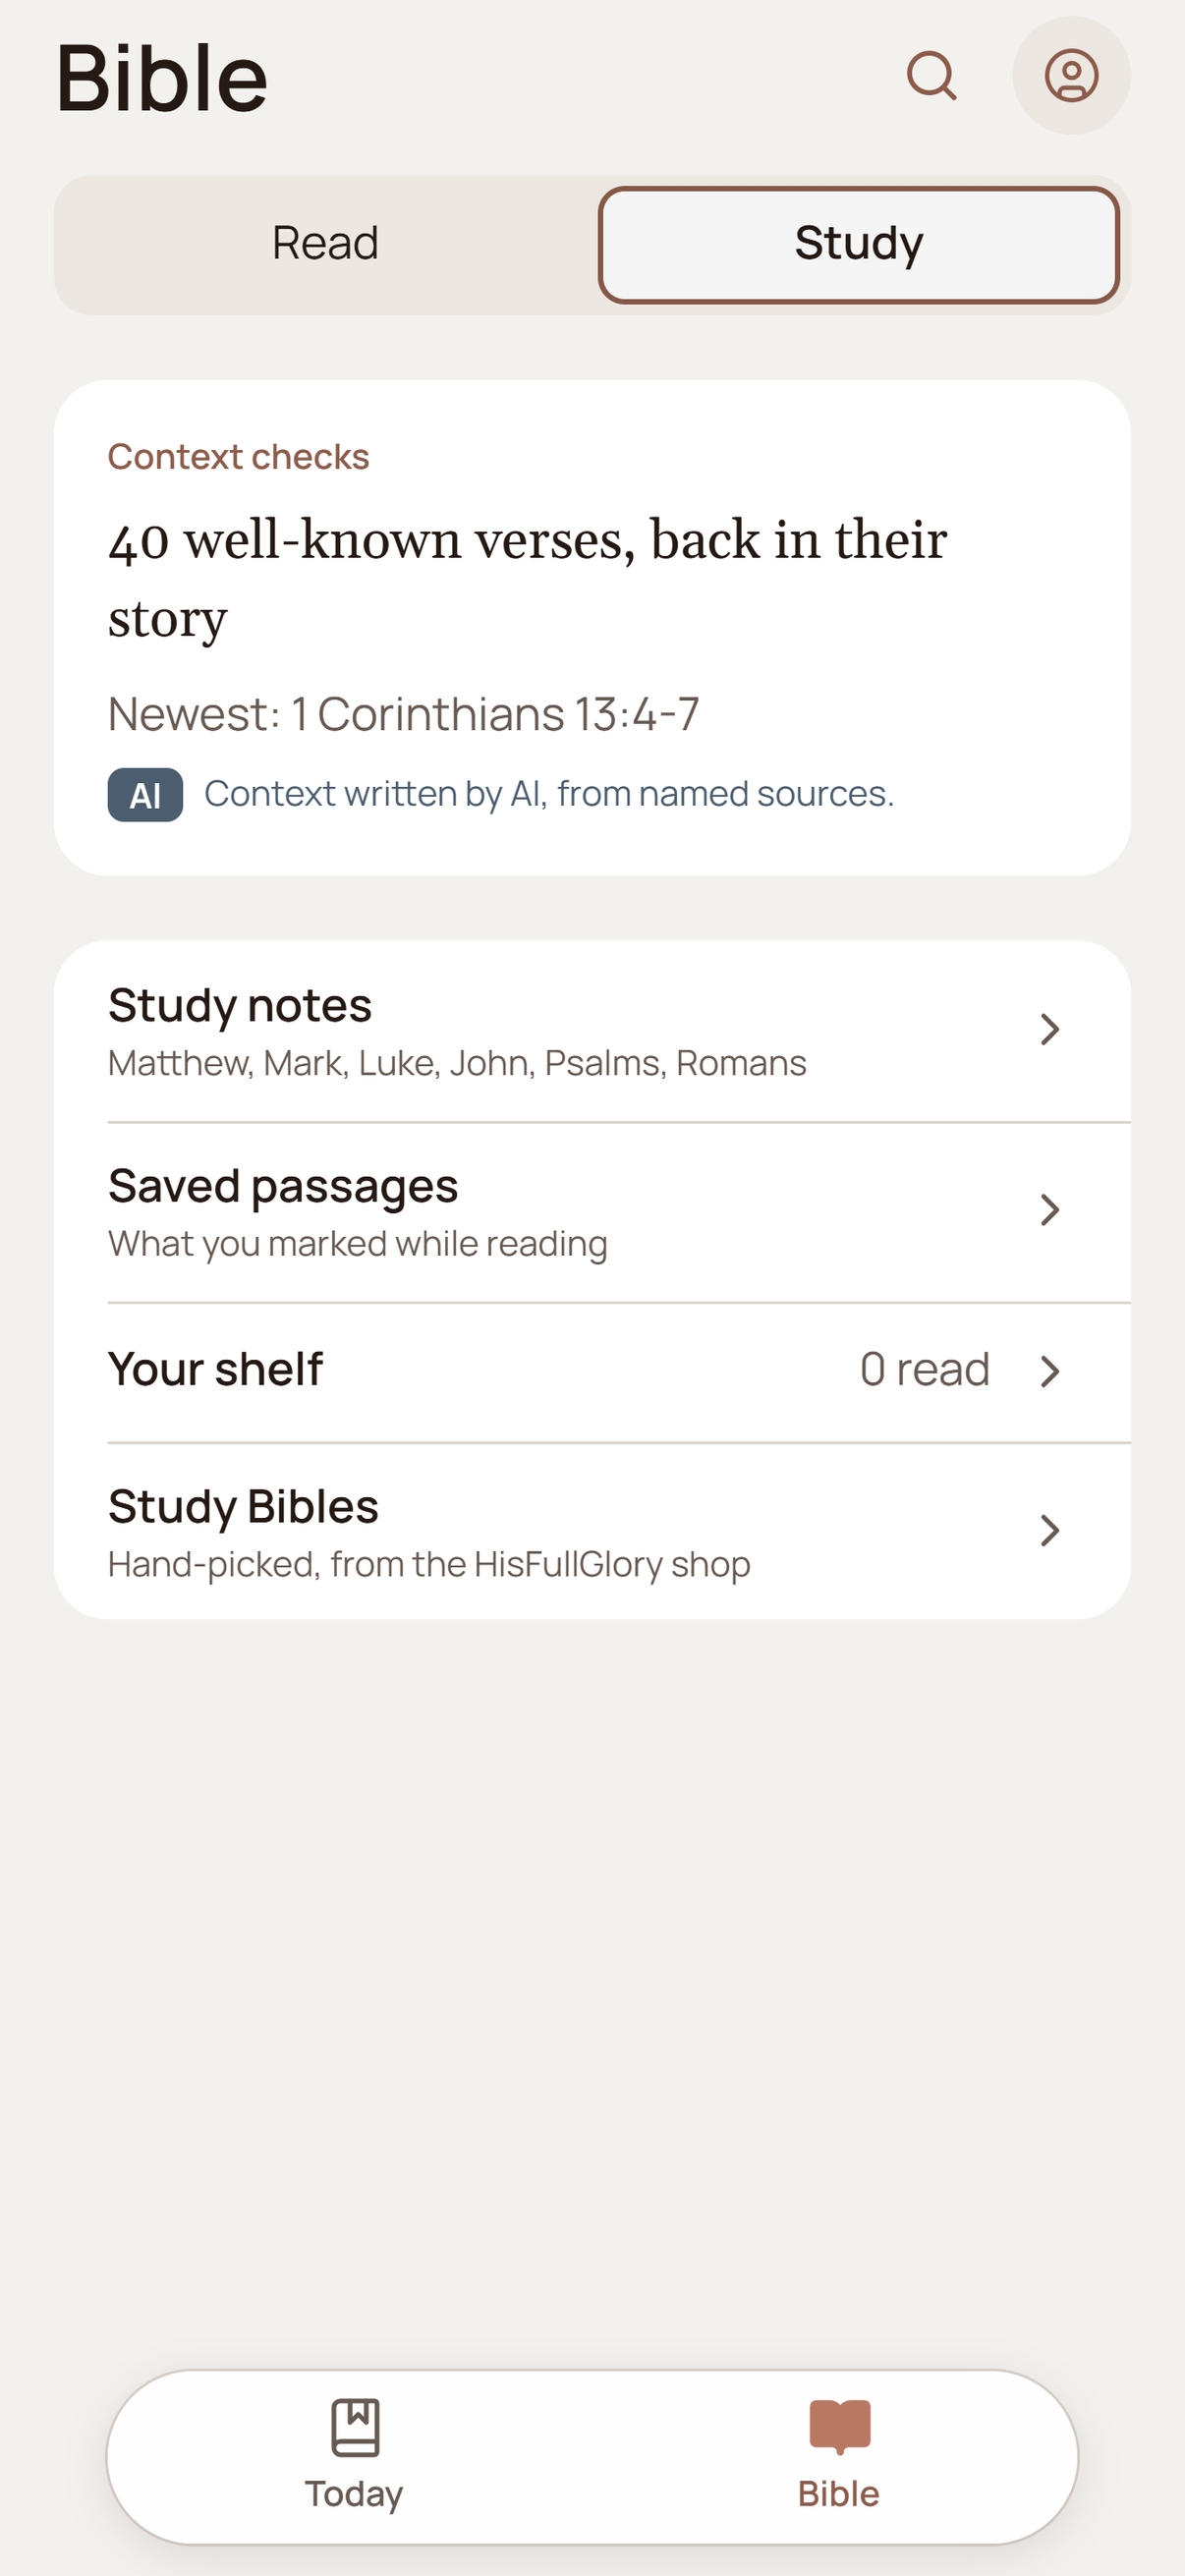 Bible
Read
Study
Context checks
40 well-known verses, back in their
story
Newest: 1 Corinthians 13:4-7
AI Context written by AI, from named sources.
Study notes
Matthew, Mark, Luke, John, Psalms, Romans
Saved passages
What you marked while reading
Your shelf
0 read
Study Bibles
Hand-picked, from the HisFullGlory shop
Today
Bible